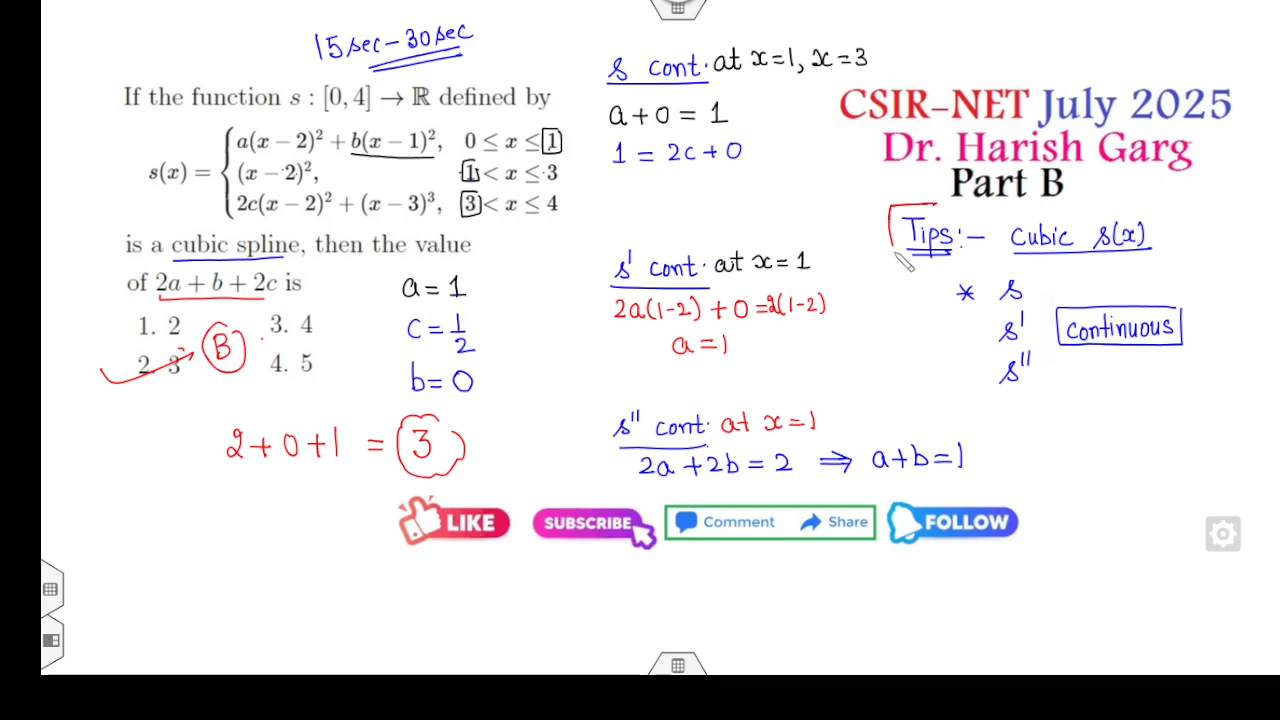 15sec - 30sec
If the function s : [0, 4] → ℝ defined by
s(x) = { a(x − 2)² + b(x − 1)², 0 ≤ x ≤ 1
(x − 2)², 1 < x ≤ 3
2c(x − 2)² + (x − 3)³, 3 < x ≤ 4
is a cubic spline, then the value
of 2a + b + 2c is
1. 2 3. 4
2. 3 B 4. 5
a = 1
c = 1/2
b = 0
2 + 0 + 1 = 3
s cont. at x=1, x=3
a + 0 = 1
1 = 2c + 0
s' cont. at x = 1
2a(1-2) + 0 = 2(1-2)
a = 1
s'' cont. at x = 1
2a + 2b = 2 ⇒ a+b=1
CSIR-NET July 2025
Dr. Harish Garg
Part B
Tips :- Cubic s(x)
* s
s' continuous
s''
LIKE SUBSCRIBE Comment Share FOLLOW